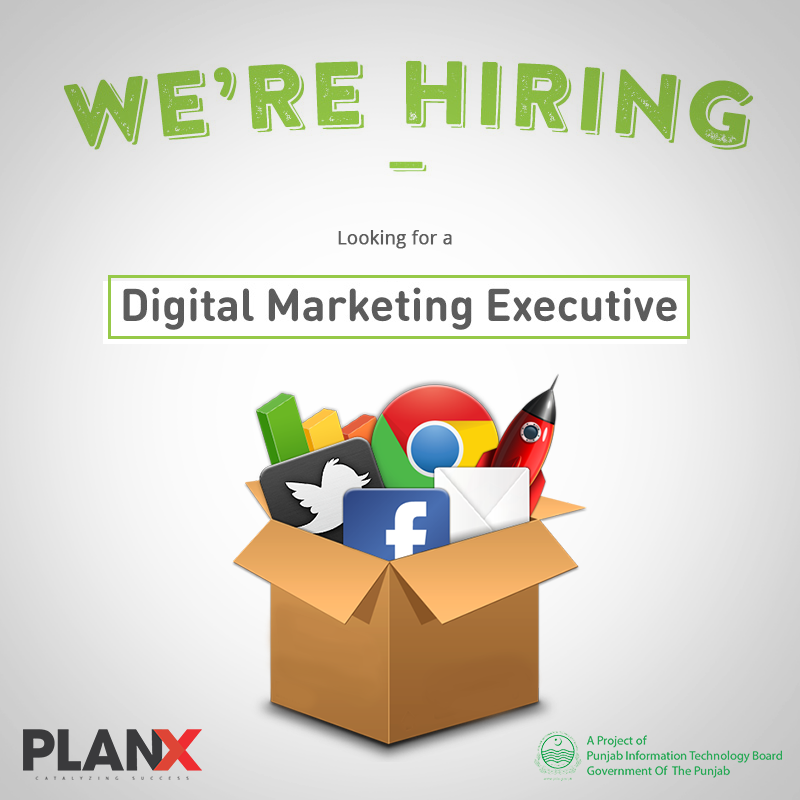 WE'RE HIRING
Looking for a
Digital Marketing Executive
f
PLANX
CATALYZING SUCCESS
A Project of
Punjab Information Technology Board
Government Of The Punjab